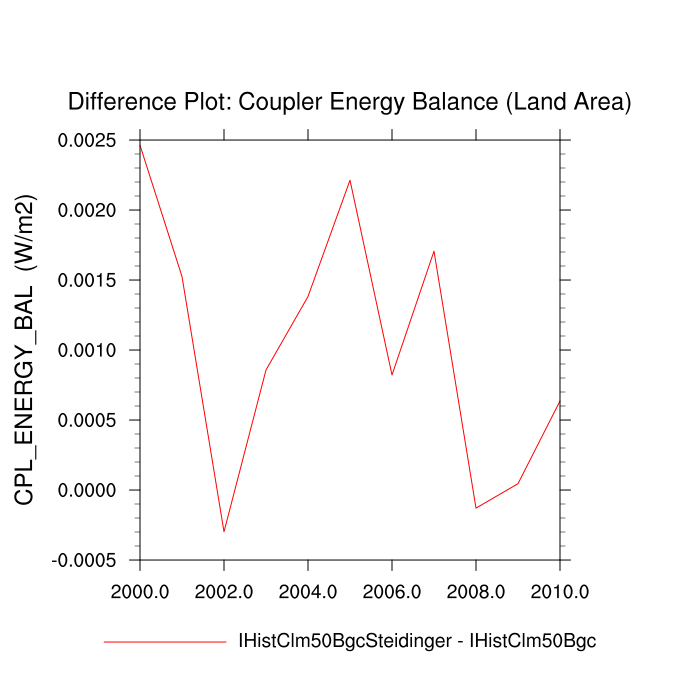 Difference Plot: Coupler Energy Balance (Land Area)
CPL_ENERGY_BAL (W/m2)
0.0025
0.0020
0.0015
0.0010
0.0005
0.0000
-0.0005
2000.0 2002.0 2004.0 2006.0 2008.0 2010.0
IHistClm50BgcSteidinger - IHistClm50Bgc